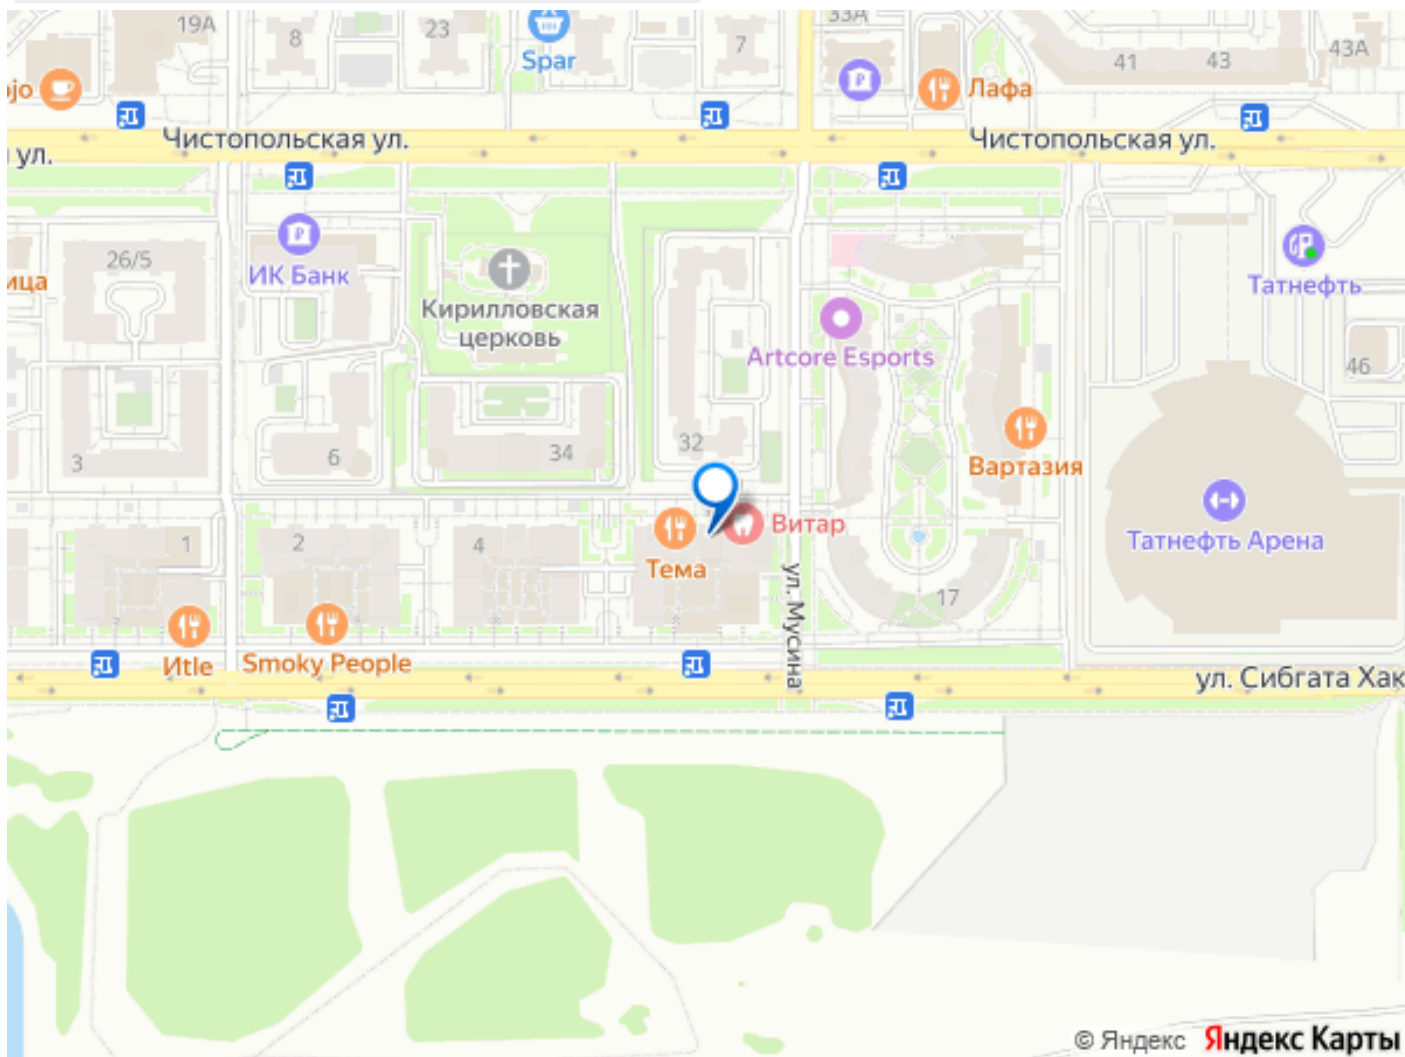 19А
8
23
Spar
7
33А
41
43
43А
Лафа
Чистопольская ул.
Чистопольская ул.
ул.
26/5
ИК Банк
Кирилловская
церковь
Татнефть
Artcore Esports
46
32
34
6
3
Вартазия
Витар
Татнефть Арена
1
2
4
Тема
17
ул. Мусина
Иtle
Smoky People
ул. Сибгата Хак
© Яндекс Яндекс Карты